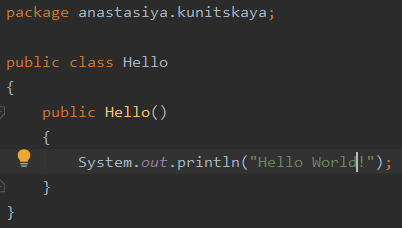 package anastasiya.kunitskaya;
public class Hello
{
public Hello()
{
System.out.println("Hello World!");
}
}